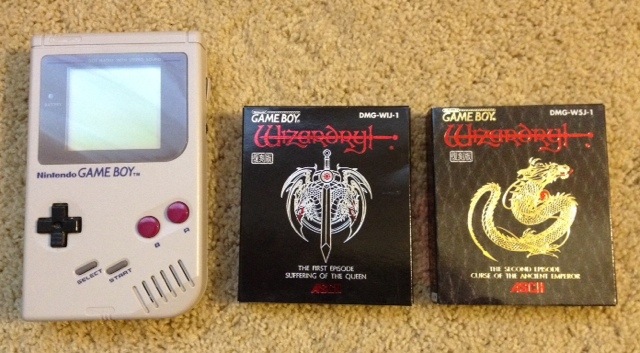 Nintendo GAME BOY™
B
A
SELECT
START
GAME BOY
DMG-WIJ-1
Wizardry
THE FIRST EPISODE
SUFFERING OF THE QUEEN
ASCII
GAME BOY
DMG-WSJ-1
Wizardry
THE SECOND EPISODE
CURSE OF THE ANCIENT EMPEROR
ASCII